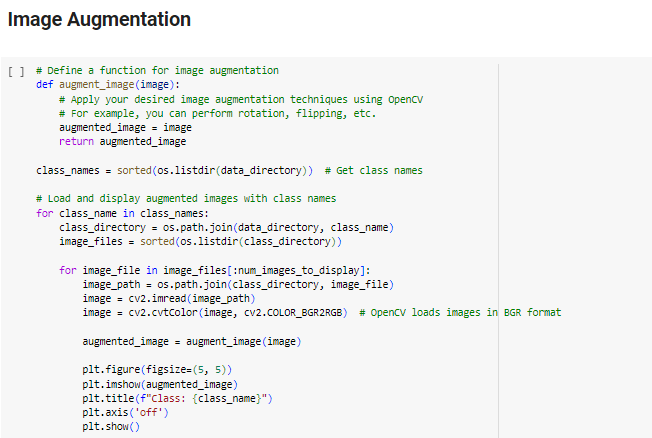 Image Augmentation
[ ] # Define a function for image augmentation
def augment_image(image):
    # Apply your desired image augmentation techniques using OpenCV
    # For example, you can perform rotation, flipping, etc.
    augmented_image = image
    return augmented_image

class_names = sorted(os.listdir(data_directory))  # Get class names

# Load and display augmented images with class names
for class_name in class_names:
    class_directory = os.path.join(data_directory, class_name)
    image_files = sorted(os.listdir(class_directory))

    for image_file in image_files[:num_images_to_display]:
        image_path = os.path.join(class_directory, image_file)
        image = cv2.imread(image_path)
        image = cv2.cvtColor(image, cv2.COLOR_BGR2RGB)  # OpenCV loads images in BGR format

        augmented_image = augment_image(image)

        plt.figure(figsize=(5, 5))
        plt.imshow(augmented_image)
        plt.title(f"Class: {class_name}")
        plt.axis('off')
        plt.show()